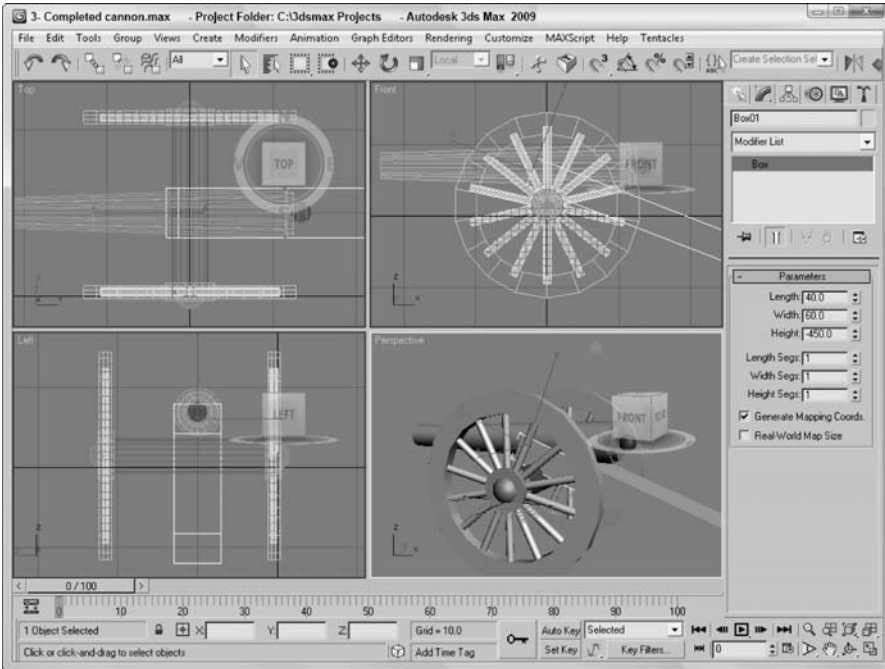 3- Completed cannon.max - Project Folder: C:\3dsmax Projects - Autodesk 3ds Max 2009
File Edit Tools Group Views Create Modifiers Animation Graph Editors Rendering Customize MAXScript Help Tentacles
All Local Create Selection Sel
Top
TOP
Front
FRONT
Box01
Modifier List
Box
Parameters
Length: 40.0
Width: 60.0
Height: -450.0
Length Segs: 1
Width Segs: 1
Height Segs: 1
Generate Mapping Coords.
Real-World Map Size
z
x
z
x
Left
LEFT
Perspective
FRONT
z
z
x
0 / 100
0 10 20 30 40 50 60 70 80 90 100
1 Object Selected X: Y: Z: Grid = 10.0 Auto Key Selected
Click or click-and-drag to select objects Add Time Tag Set Key Key Filters... 0